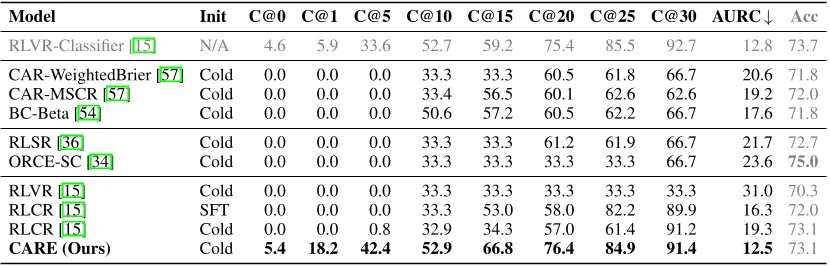 Model Init C@0 C@1 C@5 C@10 C@15 C@20 C@25 C@30 AURC↓ Acc
RLVR-Classifier [15] N/A 4.6 5.9 33.6 52.7 59.2 75.4 85.5 92.7 12.8 73.7
CAR-WeightedBrier [57] Cold 0.0 0.0 0.0 33.3 33.3 60.5 61.8 66.7 20.6 71.8
CAR-MSCR [57] Cold 0.0 0.0 0.0 33.4 56.5 60.1 62.6 62.6 19.2 72.0
BC-Beta [54] Cold 0.0 0.0 0.0 50.6 57.2 60.5 62.2 66.7 17.6 71.8
RLSR [36] Cold 0.0 0.0 0.0 33.3 33.3 61.2 61.9 66.7 21.7 72.7
ORCE-SC [34] Cold 0.0 0.0 0.0 33.3 33.3 33.3 33.3 66.7 23.6 75.0
RLVR [15] Cold 0.0 0.0 0.0 33.3 33.3 33.3 33.3 33.3 31.0 70.3
RLCR [15] SFT 0.0 0.0 0.0 33.3 53.0 58.0 82.2 89.9 16.3 72.0
RLCR [15] Cold 0.0 0.0 0.8 32.9 34.3 57.0 61.4 91.2 19.3 73.1
CARE (Ours) Cold 5.4 18.2 42.4 52.9 66.8 76.4 84.9 91.4 12.5 73.1